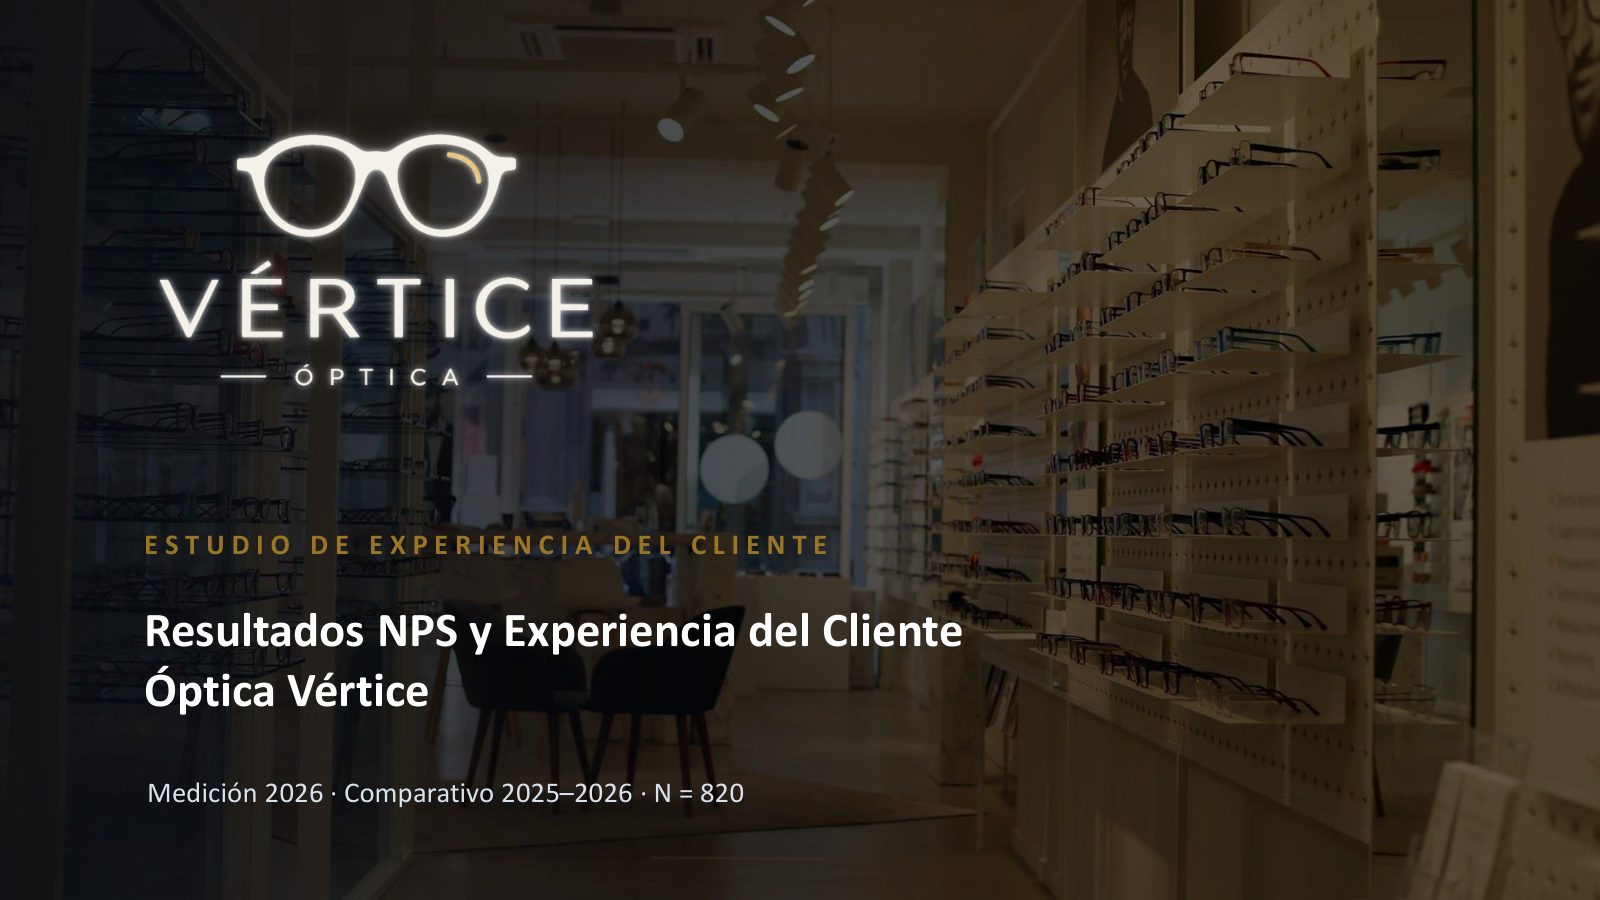 VÉRTICE
ÓPTICA
ESTUDIO DE EXPERIENCIA DEL CLIENTE
Resultados NPS y Experiencia del Cliente
Óptica Vértice
Medición 2026 · Comparativo 2025–2026 · N = 820